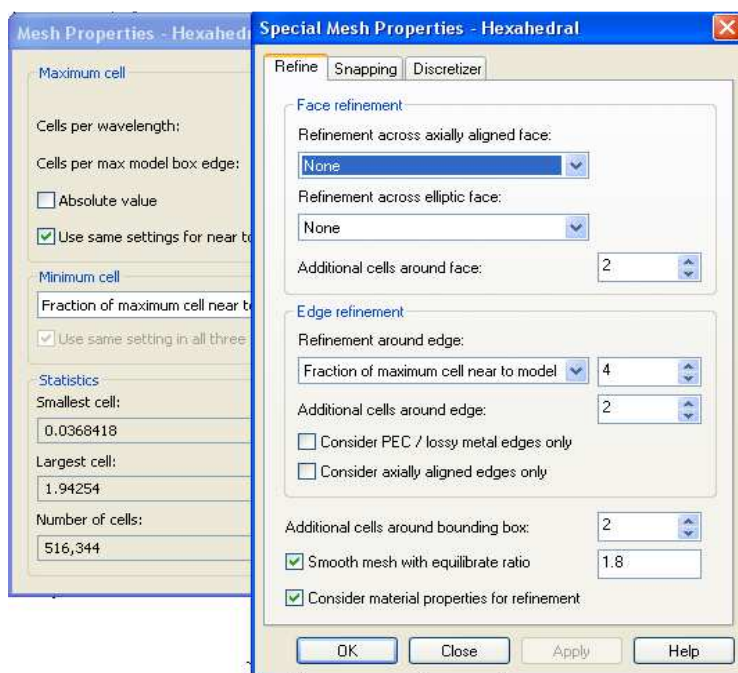 Mesh Properties - Hexahed
Maximum cell
Cells per wavelength:
Cells per max model box edge:
Absolute value
Use same settings for near to
Minimum cell
Fraction of maximum cell near to
Use same setting in all three
Statistics
Smallest cell:
0.0368418
Largest cell:
1.94254
Number of cells:
516,344
Special Mesh Properties - Hexahedral
Refine Snapping Discretizer
Face refinement
Refinement across axially aligned face:
None
Refinement across elliptic face:
None
Additional cells around face: 2
Edge refinement
Refinement around edge:
Fraction of maximum cell near to model 4
Additional cells around edge: 2
Consider PEC / lossy metal edges only
Consider axially aligned edges only
Additional cells around bounding box: 2
Smooth mesh with equilibrate ratio 1.8
Consider material properties for refinement
OK Close Apply Help